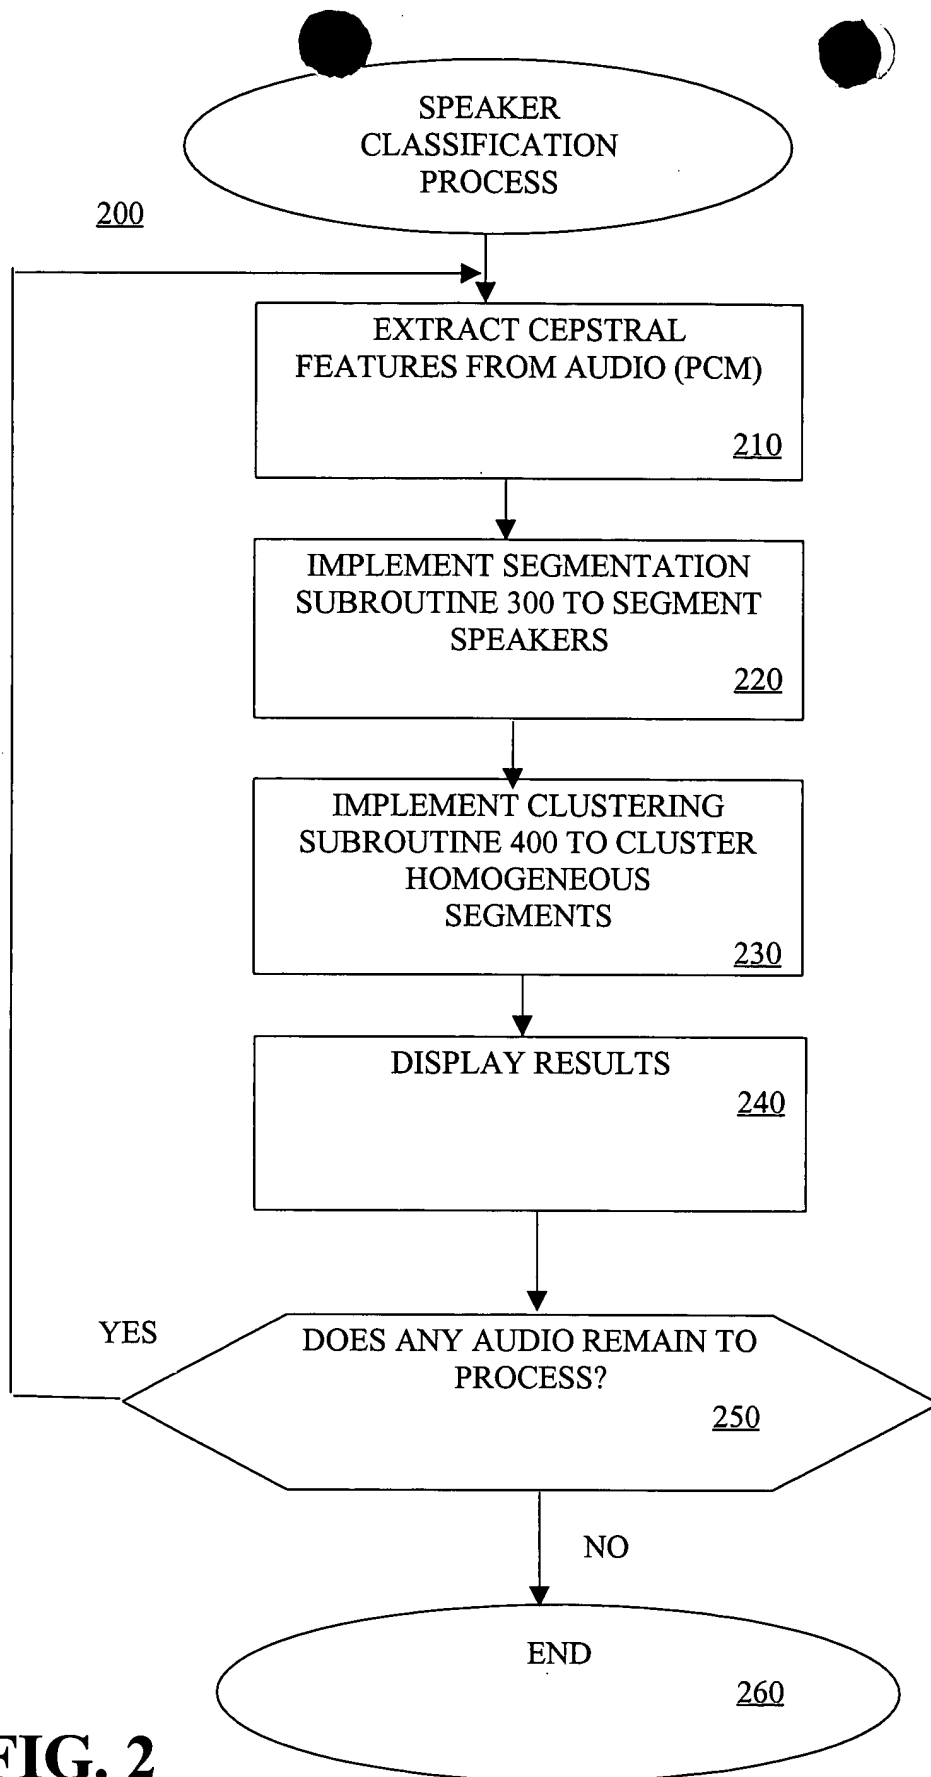 SPEAKER
CLASSIFICATION
PROCESS
200
EXTRACT CEPSTRAL
FEATURES FROM AUDIO (PCM)
210
IMPLEMENT SEGMENTATION
SUBROUTINE 300 TO SEGMENT
SPEAKERS
220
IMPLEMENT CLUSTERING
SUBROUTINE 400 TO CLUSTER
HOMOGENEOUS
SEGMENTS
230
DISPLAY RESULTS
240
YES
DOES ANY AUDIO REMAIN TO
PROCESS?
250
NO
END
260
FIG. 2